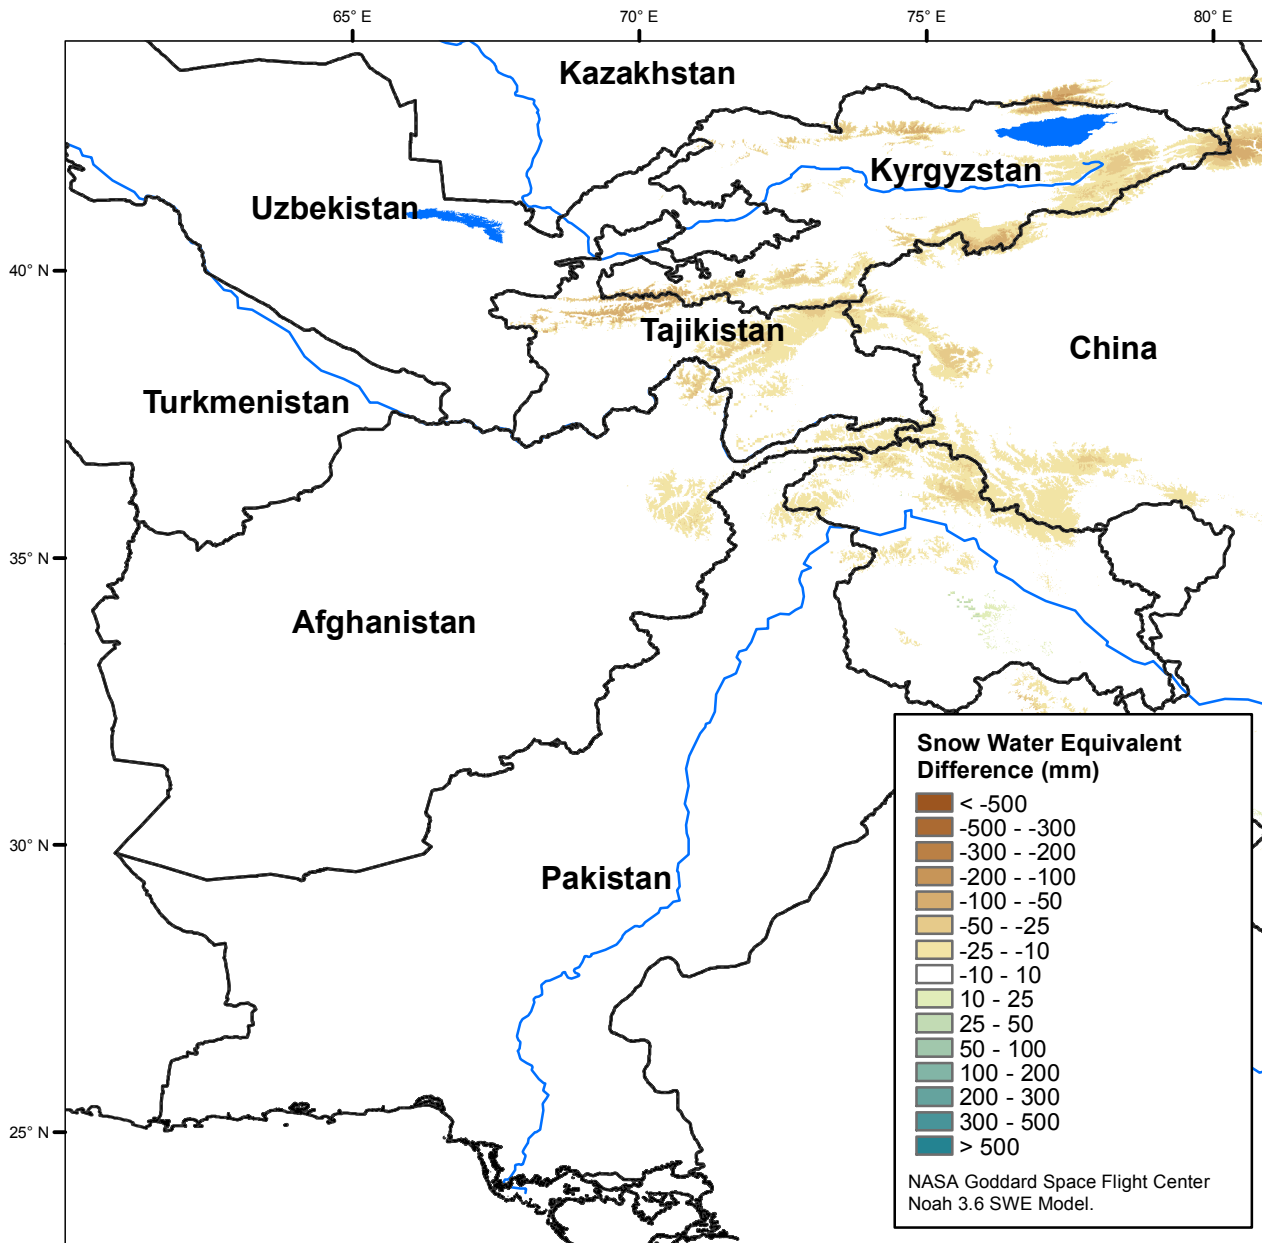 65° E
70° E
75° E
80° E
Kazakhstan
Kyrgyzstan
Uzbekistan
40° N
Tajikistan
China
Turkmenistan
35° N
Afghanistan
30° N
Pakistan
25° N
Snow Water Equivalent
Difference (mm)
< -500
-500 - -300
-300 - -200
-200 - -100
-100 - -50
-50 - -25
-25 - -10
-10 - 10
10 - 25
25 - 50
50 - 100
100 - 200
200 - 300
300 - 500
> 500
NASA Goddard Space Flight Center
Noah 3.6 SWE Model.